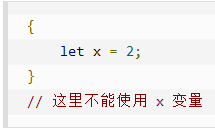 {
    let x = 2;
}
// 这里不能使用 x 变量